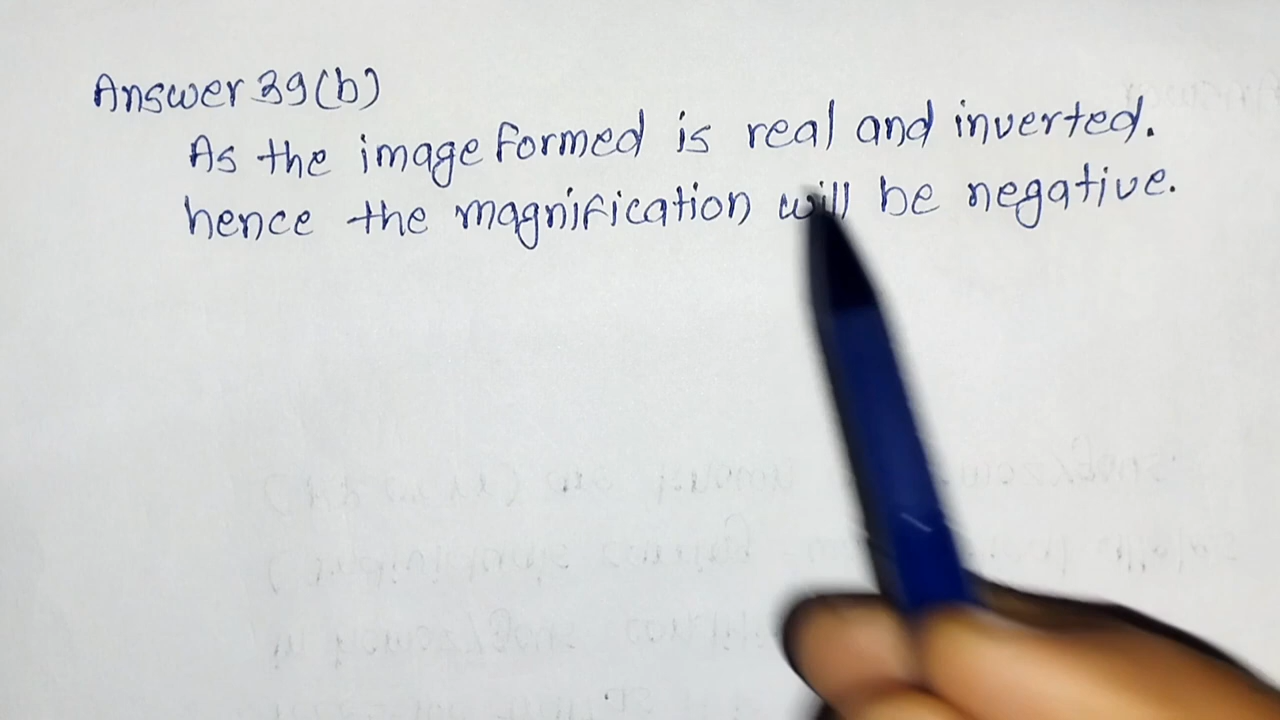 Answer 39(b)
As the image formed is real and inverted.
hence the magnification will be negative.